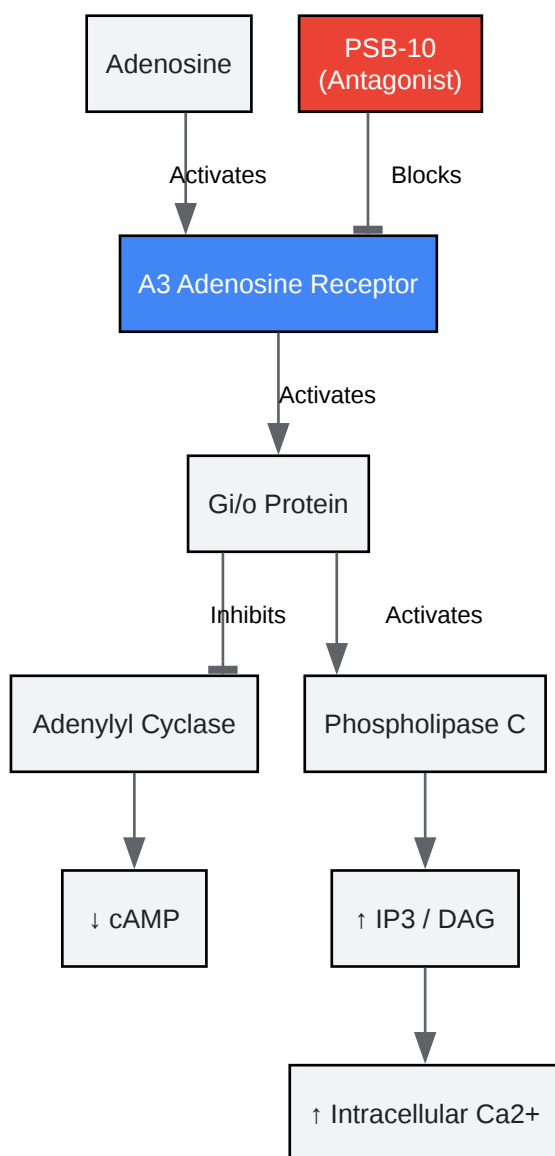 Adenosine
PSB-10
(Antagonist)
Activates
Blocks
A3 Adenosine Receptor
Activates
Gi/o Protein
Inhibits
Activates
Adenylyl Cyclase
Phospholipase C
↓ cAMP
↑ IP3 / DAG
↑ Intracellular Ca2+